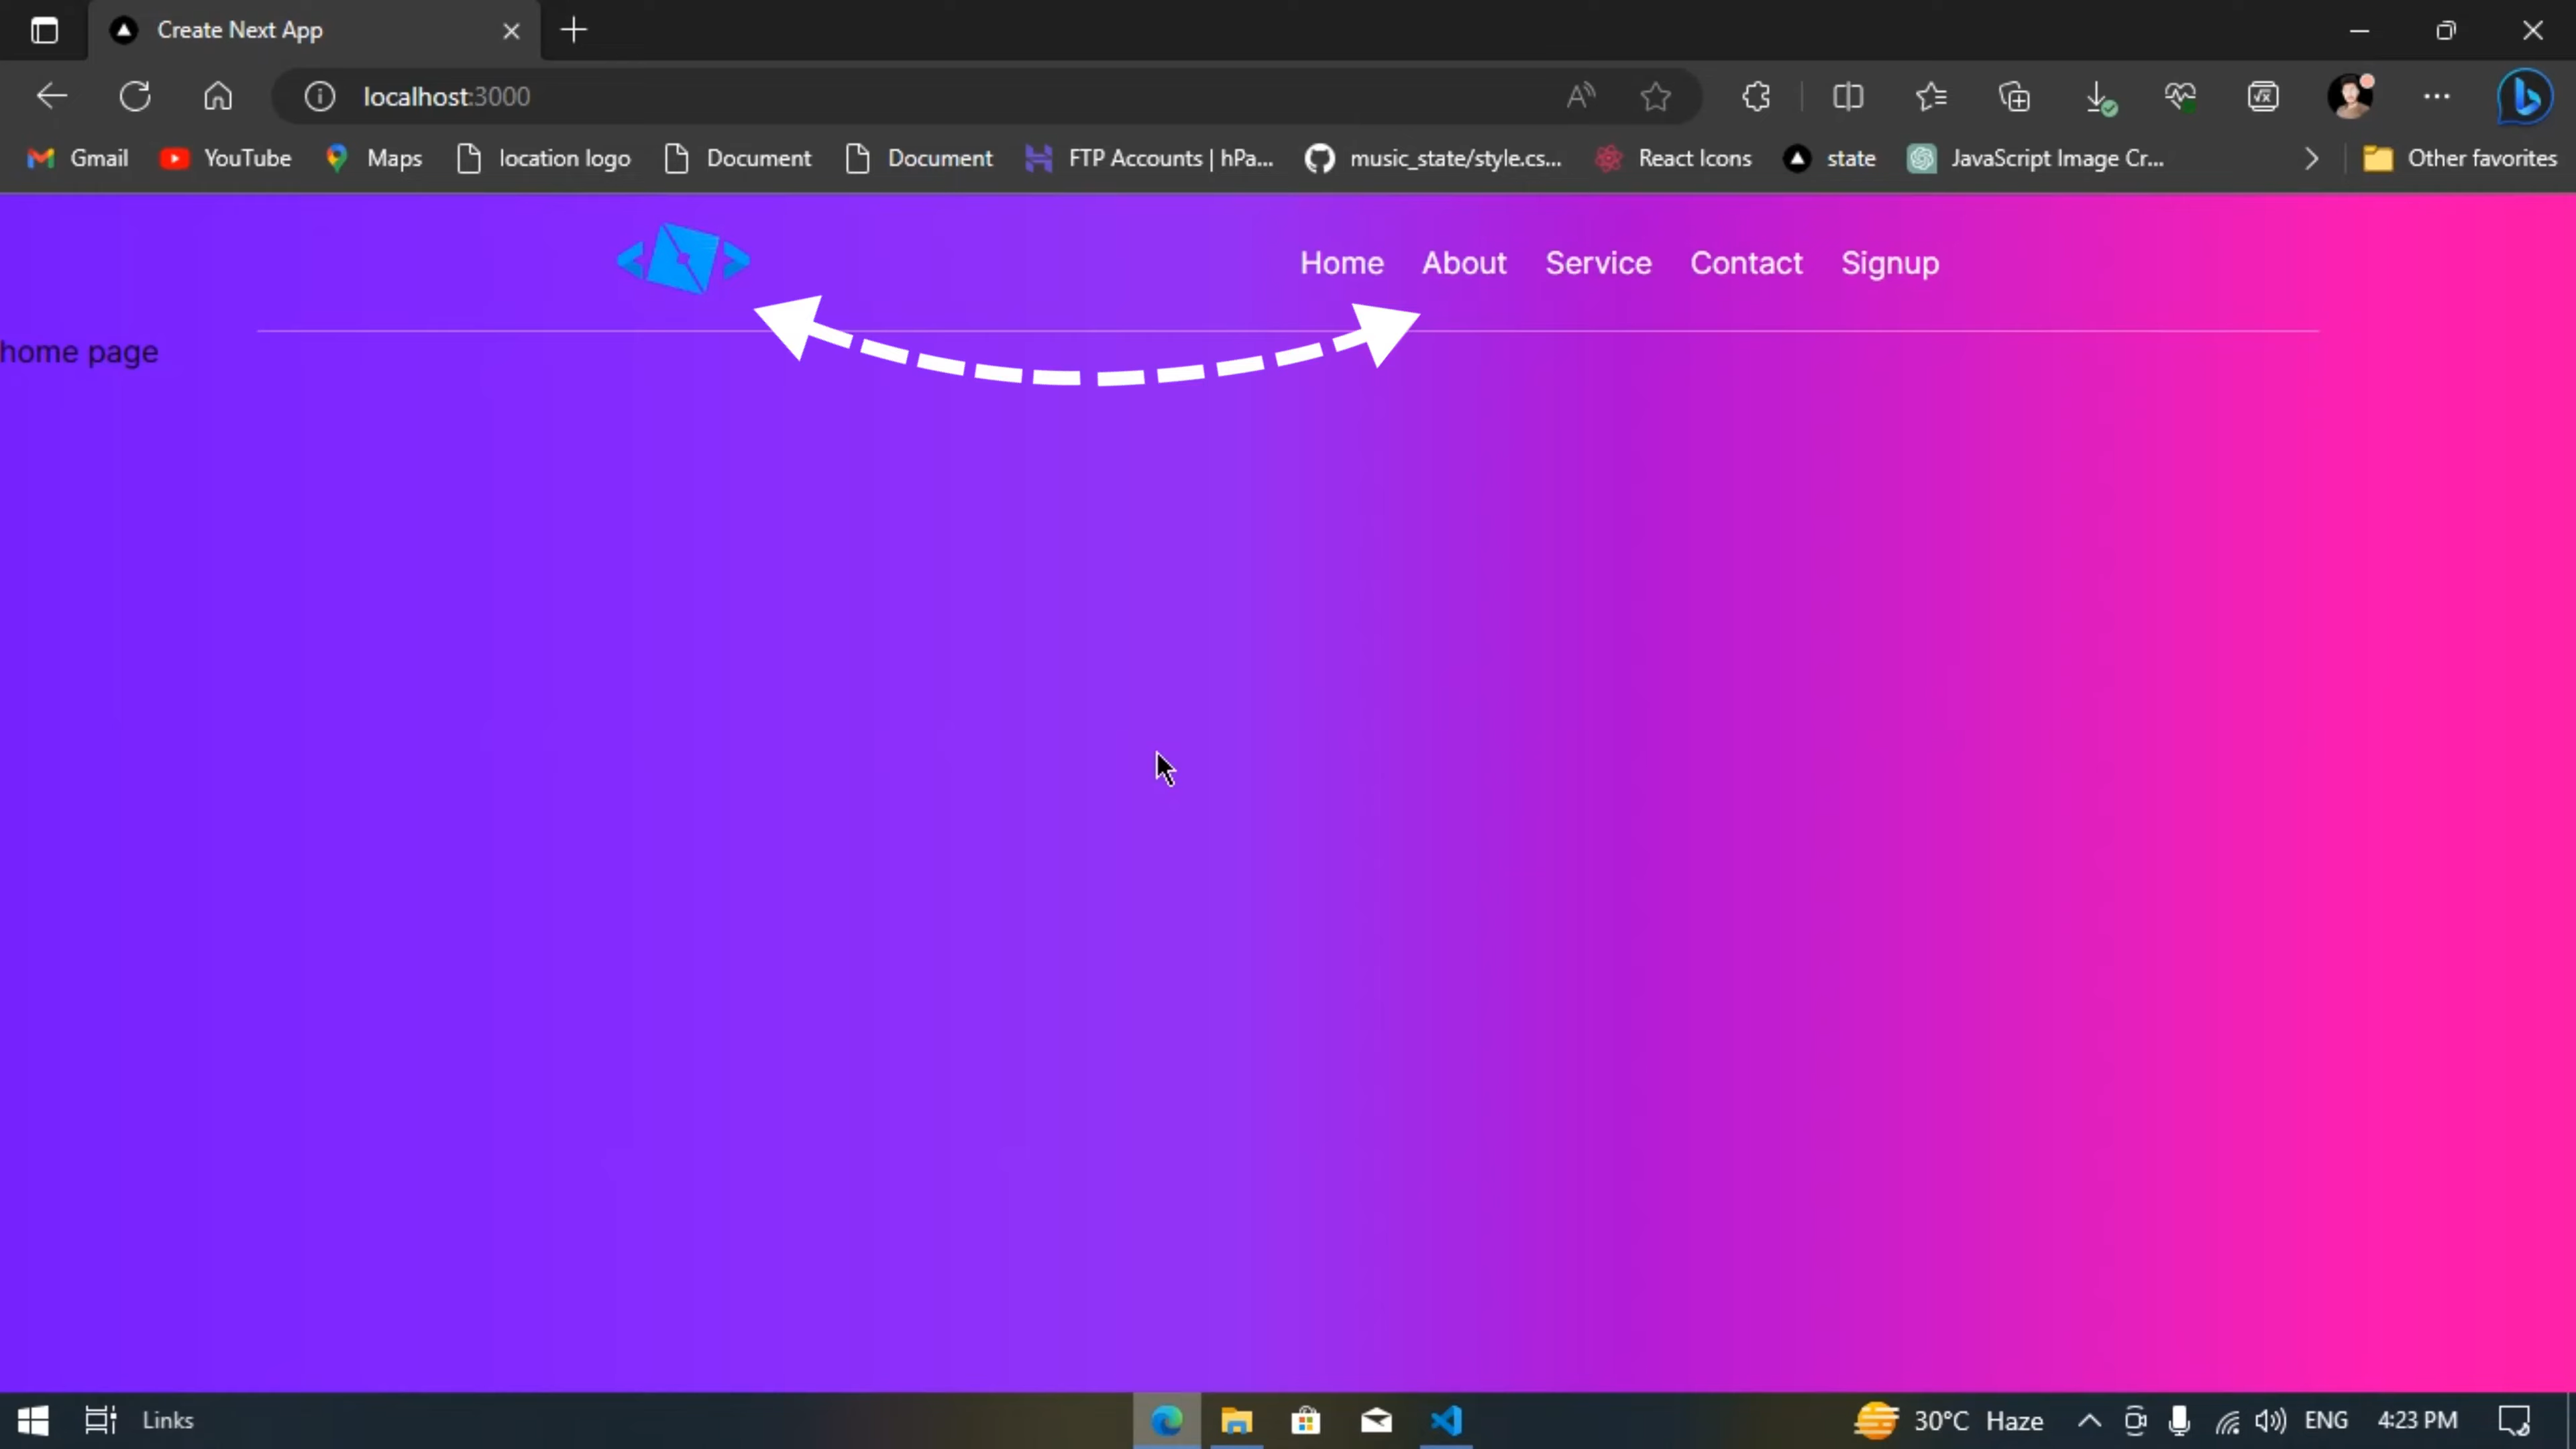 Create Next App
localhost:3000
Gmail YouTube Maps location logo Document Document FTP Accounts | hPa... music_state/style.cs... React Icons state JavaScript Image Cr... Other favorites
Home About Service Contact Signup
home page
Links 30°C Haze ENG 4:23 PM